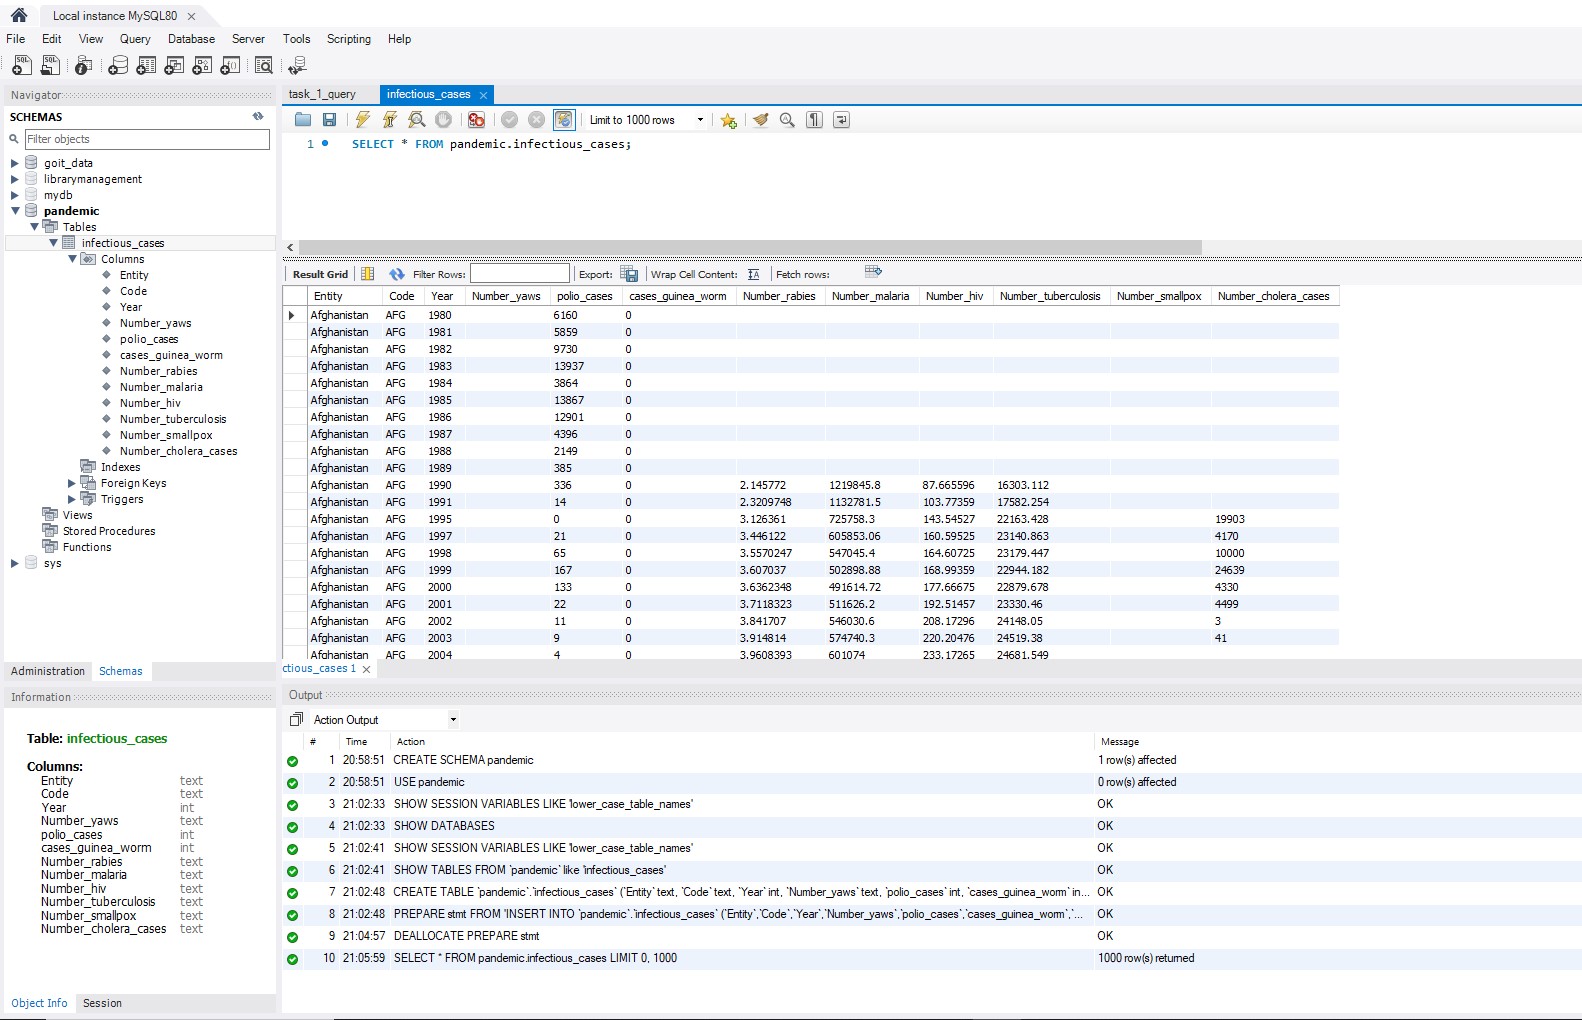 Local instance MySQL80
File Edit View Query Database Server Tools Scripting Help
Navigator
SCHEMAS
Filter objects
goit_data
librarymanagement
mydb
pandemic
Tables
infectious_cases
Columns
Entity
Code
Year
Number_yaws
polio_cases
cases_guinea_worm
Number_rabies
Number_malaria
Number_hiv
Number_tuberculosis
Number_smallpox
Number_cholera_cases
Indexes
Foreign Keys
Triggers
Views
Stored Procedures
Functions
sys
Administration Schemas
Information
Table: infectious_cases
Columns:
Entity text
Code text
Year int
Number_yaws text
polio_cases int
cases_guinea_worm int
Number_rabies text
Number_malaria text
Number_hiv text
Number_tuberculosis text
Number_smallpox text
Number_cholera_cases text
Object Info Session
task_1_query infectious_cases
Limit to 1000 rows
1 SELECT * FROM pandemic.infectious_cases;
Result Grid Filter Rows: Export: Wrap Cell Content: Fetch rows:
Entity Code Year Number_yaws polio_cases cases_guinea_worm Number_rabies Number_malaria Number_hiv Number_tuberculosis Number_smallpox Number_cholera_cases
Afghanistan AFG 1980 6160 0
Afghanistan AFG 1981 5859 0
Afghanistan AFG 1982 9730 0
Afghanistan AFG 1983 13937 0
Afghanistan AFG 1984 3864 0
Afghanistan AFG 1985 13867 0
Afghanistan AFG 1986 12901 0
Afghanistan AFG 1987 4396 0
Afghanistan AFG 1988 2149 0
Afghanistan AFG 1989 385 0
Afghanistan AFG 1990 336 0 2.145772 1219845.8 87.665596 16303.112
Afghanistan AFG 1991 14 0 2.3209748 1132781.5 103.77359 17582.254
Afghanistan AFG 1995 0 0 3.126361 725758.3 143.54527 22163.428 19903
Afghanistan AFG 1997 21 0 3.446122 605853.06 160.59525 23140.863 4170
Afghanistan AFG 1998 65 0 3.5570247 547045.4 164.60725 23179.447 10000
Afghanistan AFG 1999 167 0 3.607037 502898.88 168.99359 22944.182 24639
Afghanistan AFG 2000 133 0 3.6362348 491614.72 177.66675 22879.678 4330
Afghanistan AFG 2001 22 0 3.7118323 511626.2 192.51457 23330.46 4499
Afghanistan AFG 2002 11 0 3.841707 546030.6 208.17296 24148.05 3
Afghanistan AFG 2003 9 0 3.914814 574740.3 220.20476 24519.38 41
Afghanistan AFG 2004 4 0 3.9608393 601074 233.17265 24681.549
ctious_cases 1
Output
Action Output
# Time Action Message
1 20:58:51 CREATE SCHEMA pandemic 1 row(s) affected
2 20:58:51 USE pandemic 0 row(s) affected
3 21:02:33 SHOW SESSION VARIABLES LIKE 'lower_case_table_names' OK
4 21:02:33 SHOW DATABASES OK
5 21:02:41 SHOW SESSION VARIABLES LIKE 'lower_case_table_names' OK
6 21:02:41 SHOW TABLES FROM `pandemic` like 'infectious_cases' OK
7 21:02:48 CREATE TABLE `pandemic`.`infectious_cases` (`Entity` text, `Code` text, `Year` int, `Number_yaws` text, `polio_cases` int, `cases_guinea_worm` in... OK
8 21:02:48 PREPARE stmt FROM 'INSERT INTO `pandemic`.`infectious_cases` (`Entity`,`Code`,`Year`,`Number_yaws`,`polio_cases`,`cases_guinea_worm`,`... OK
9 21:04:57 DEALLOCATE PREPARE stmt OK
10 21:05:59 SELECT * FROM pandemic.infectious_cases LIMIT 0, 1000 1000 row(s) returned